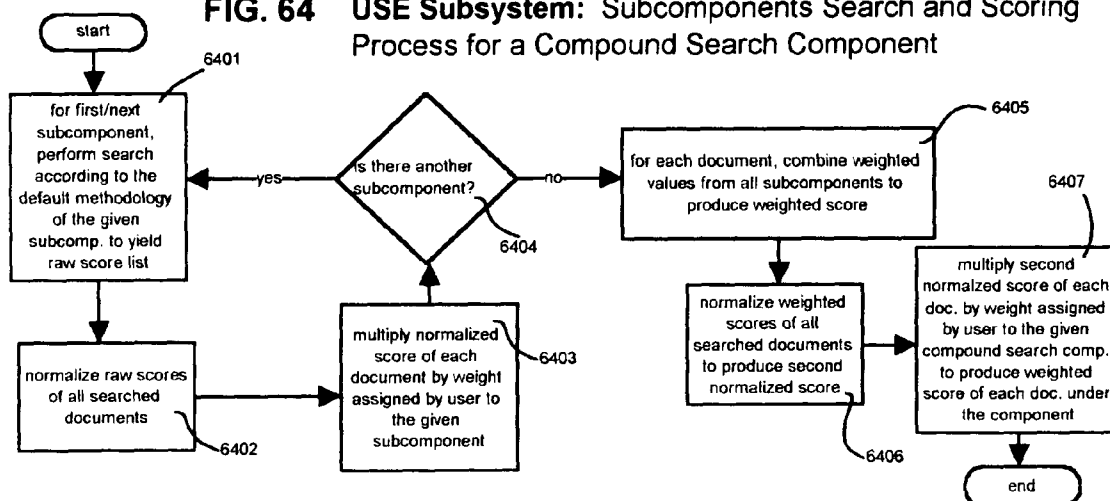 FIG. 64 USE Subsystem: Subcomponents Search and Scoring
Process for a Compound Search Component
start
6401
for first/next
subcomponent,
perform search
according to the
default methodology
of the given
subcomp. to yield
raw score list
normalize raw scores
of all searched
documents
6402
multiply normalized
score of each
document by weight
assigned by user to
the given
subcomponent
6403
is there another
subcomponent?
6404
yes
no
for each document, combine weighted
values from all subcomponents to
produce weighted score
6405
normalize weighted
scores of all
searched documents
to produce second
normalized score
6406
6407
multiply second
normalzed score of each
doc. by weight assigned
by user to the given
compound search comp.
to produce weighted
score of each doc. under
the component
end